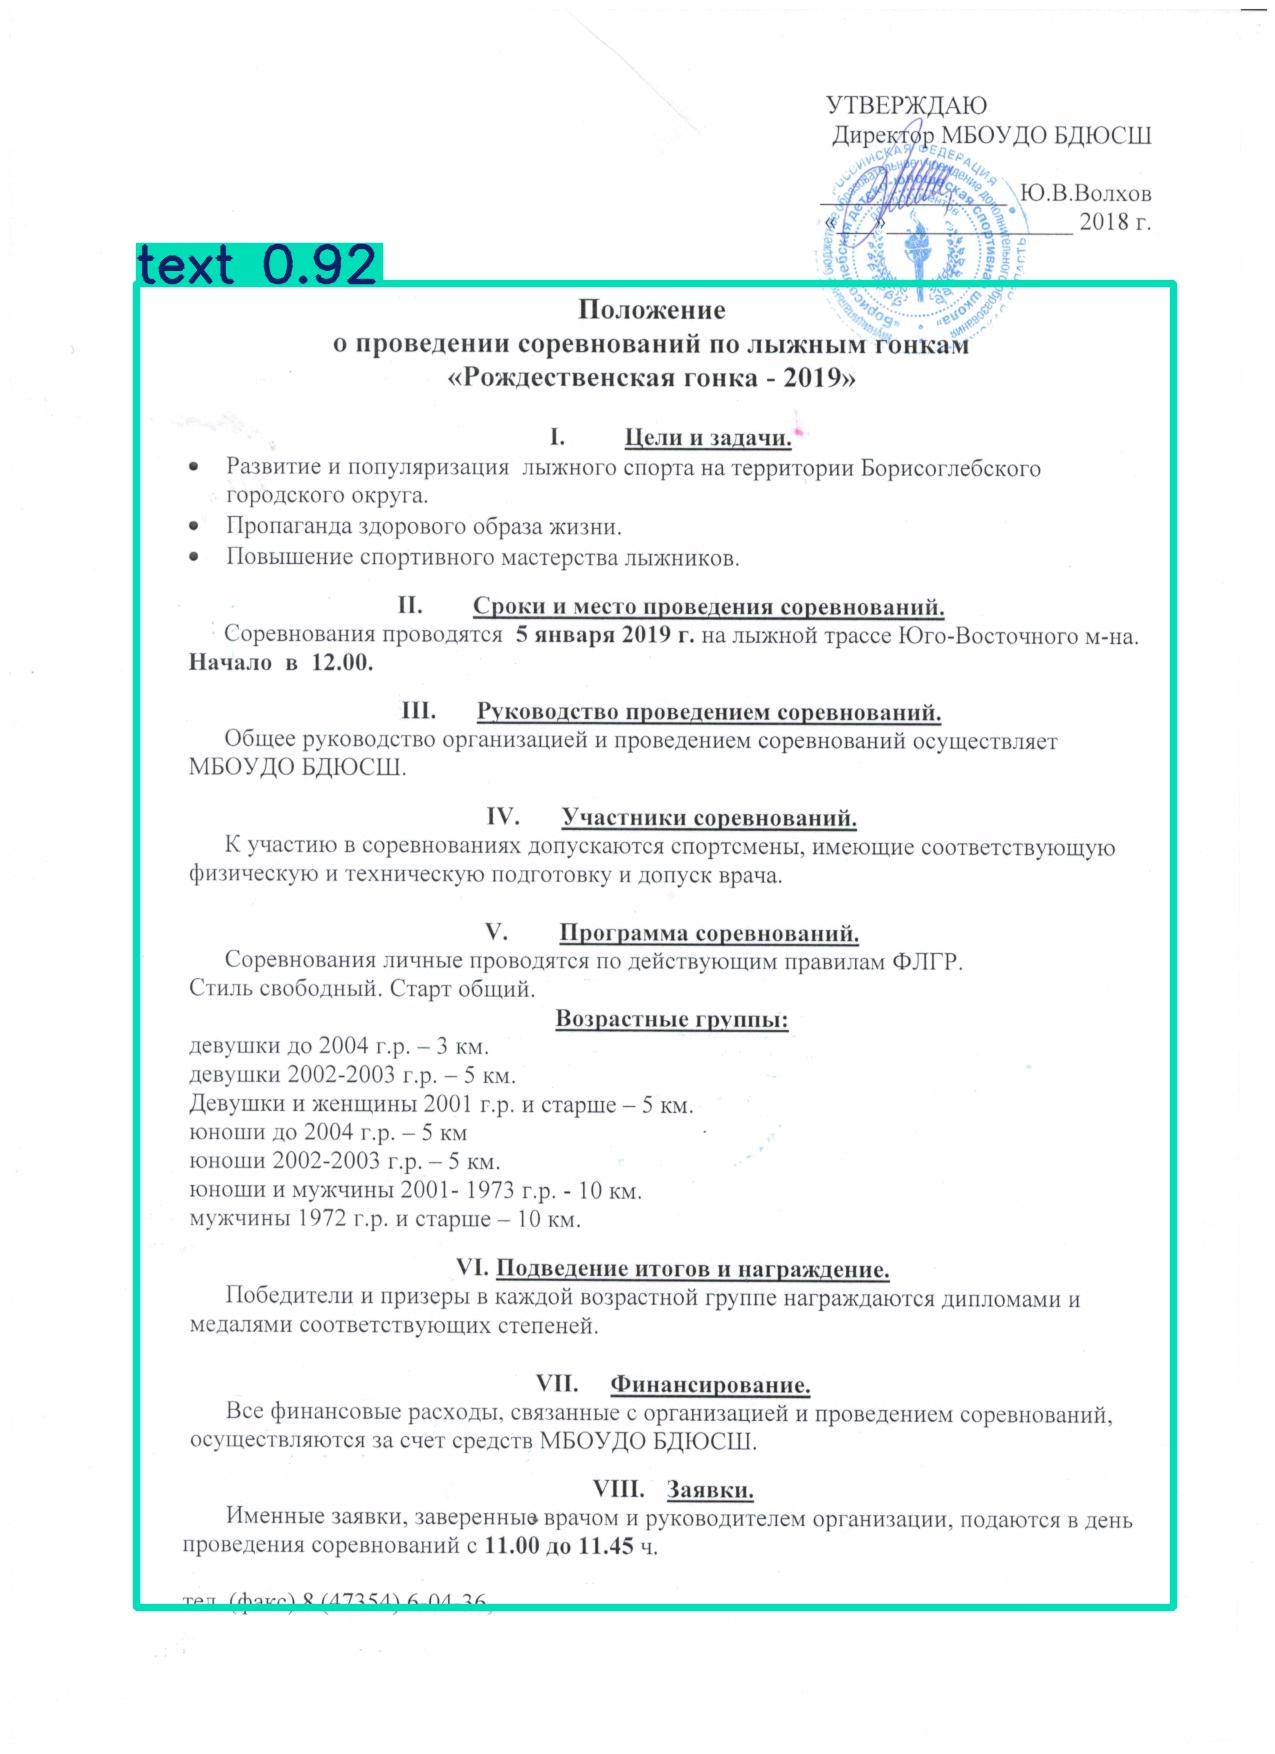 УТВЕРЖДАЮ
Директор МБОУДО БДЮСШ
Ю.В.Волхов
«___»_______________ 2018 г.
text 0.92
Положение
о проведении соревнований по лыжным гонкам
«Рождественская гонка - 2019»
I. Цели и задачи.
• Развитие и популяризация лыжного спорта на территории Борисоглебского
городского округа.
• Пропаганда здорового образа жизни.
• Повышение спортивного мастерства лыжников.
II. Сроки и место проведения соревнований.
Соревнования проводятся 5 января 2019 г. на лыжной трассе Юго-Восточного м-на.
Начало в 12.00.
III. Руководство проведением соревнований.
Общее руководство организацией и проведением соревнований осуществляет
МБОУДО БДЮСШ.
IV. Участники соревнований.
К участию в соревнованиях допускаются спортсмены, имеющие соответствующую
физическую и техническую подготовку и допуск врача.
V. Программа соревнований.
Соревнования личные проводятся по действующим правилам ФЛГР.
Стиль свободный. Старт общий.
Возрастные группы:
девушки до 2004 г.р. – 3 км.
девушки 2002-2003 г.р. – 5 км.
Девушки и женщины 2001 г.р. и старше – 5 км.
юноши до 2004 г.р. – 5 км
юноши 2002-2003 г.р. – 5 км.
юноши и мужчины 2001- 1973 г.р. - 10 км.
мужчины 1972 г.р. и старше – 10 км.
VI. Подведение итогов и награждение.
Победители и призеры в каждой возрастной группе награждаются дипломами и
медалями соответствующих степеней.
VII. Финансирование.
Все финансовые расходы, связанные с организацией и проведением соревнований,
осуществляются за счет средств МБОУДО БДЮСШ.
VIII. Заявки.
Именные заявки, заверенные врачом и руководителем организации, подаются в день
проведения соревнований с 11.00 до 11.45 ч.
тел. (факс) 8 (47354) 6-04-36,